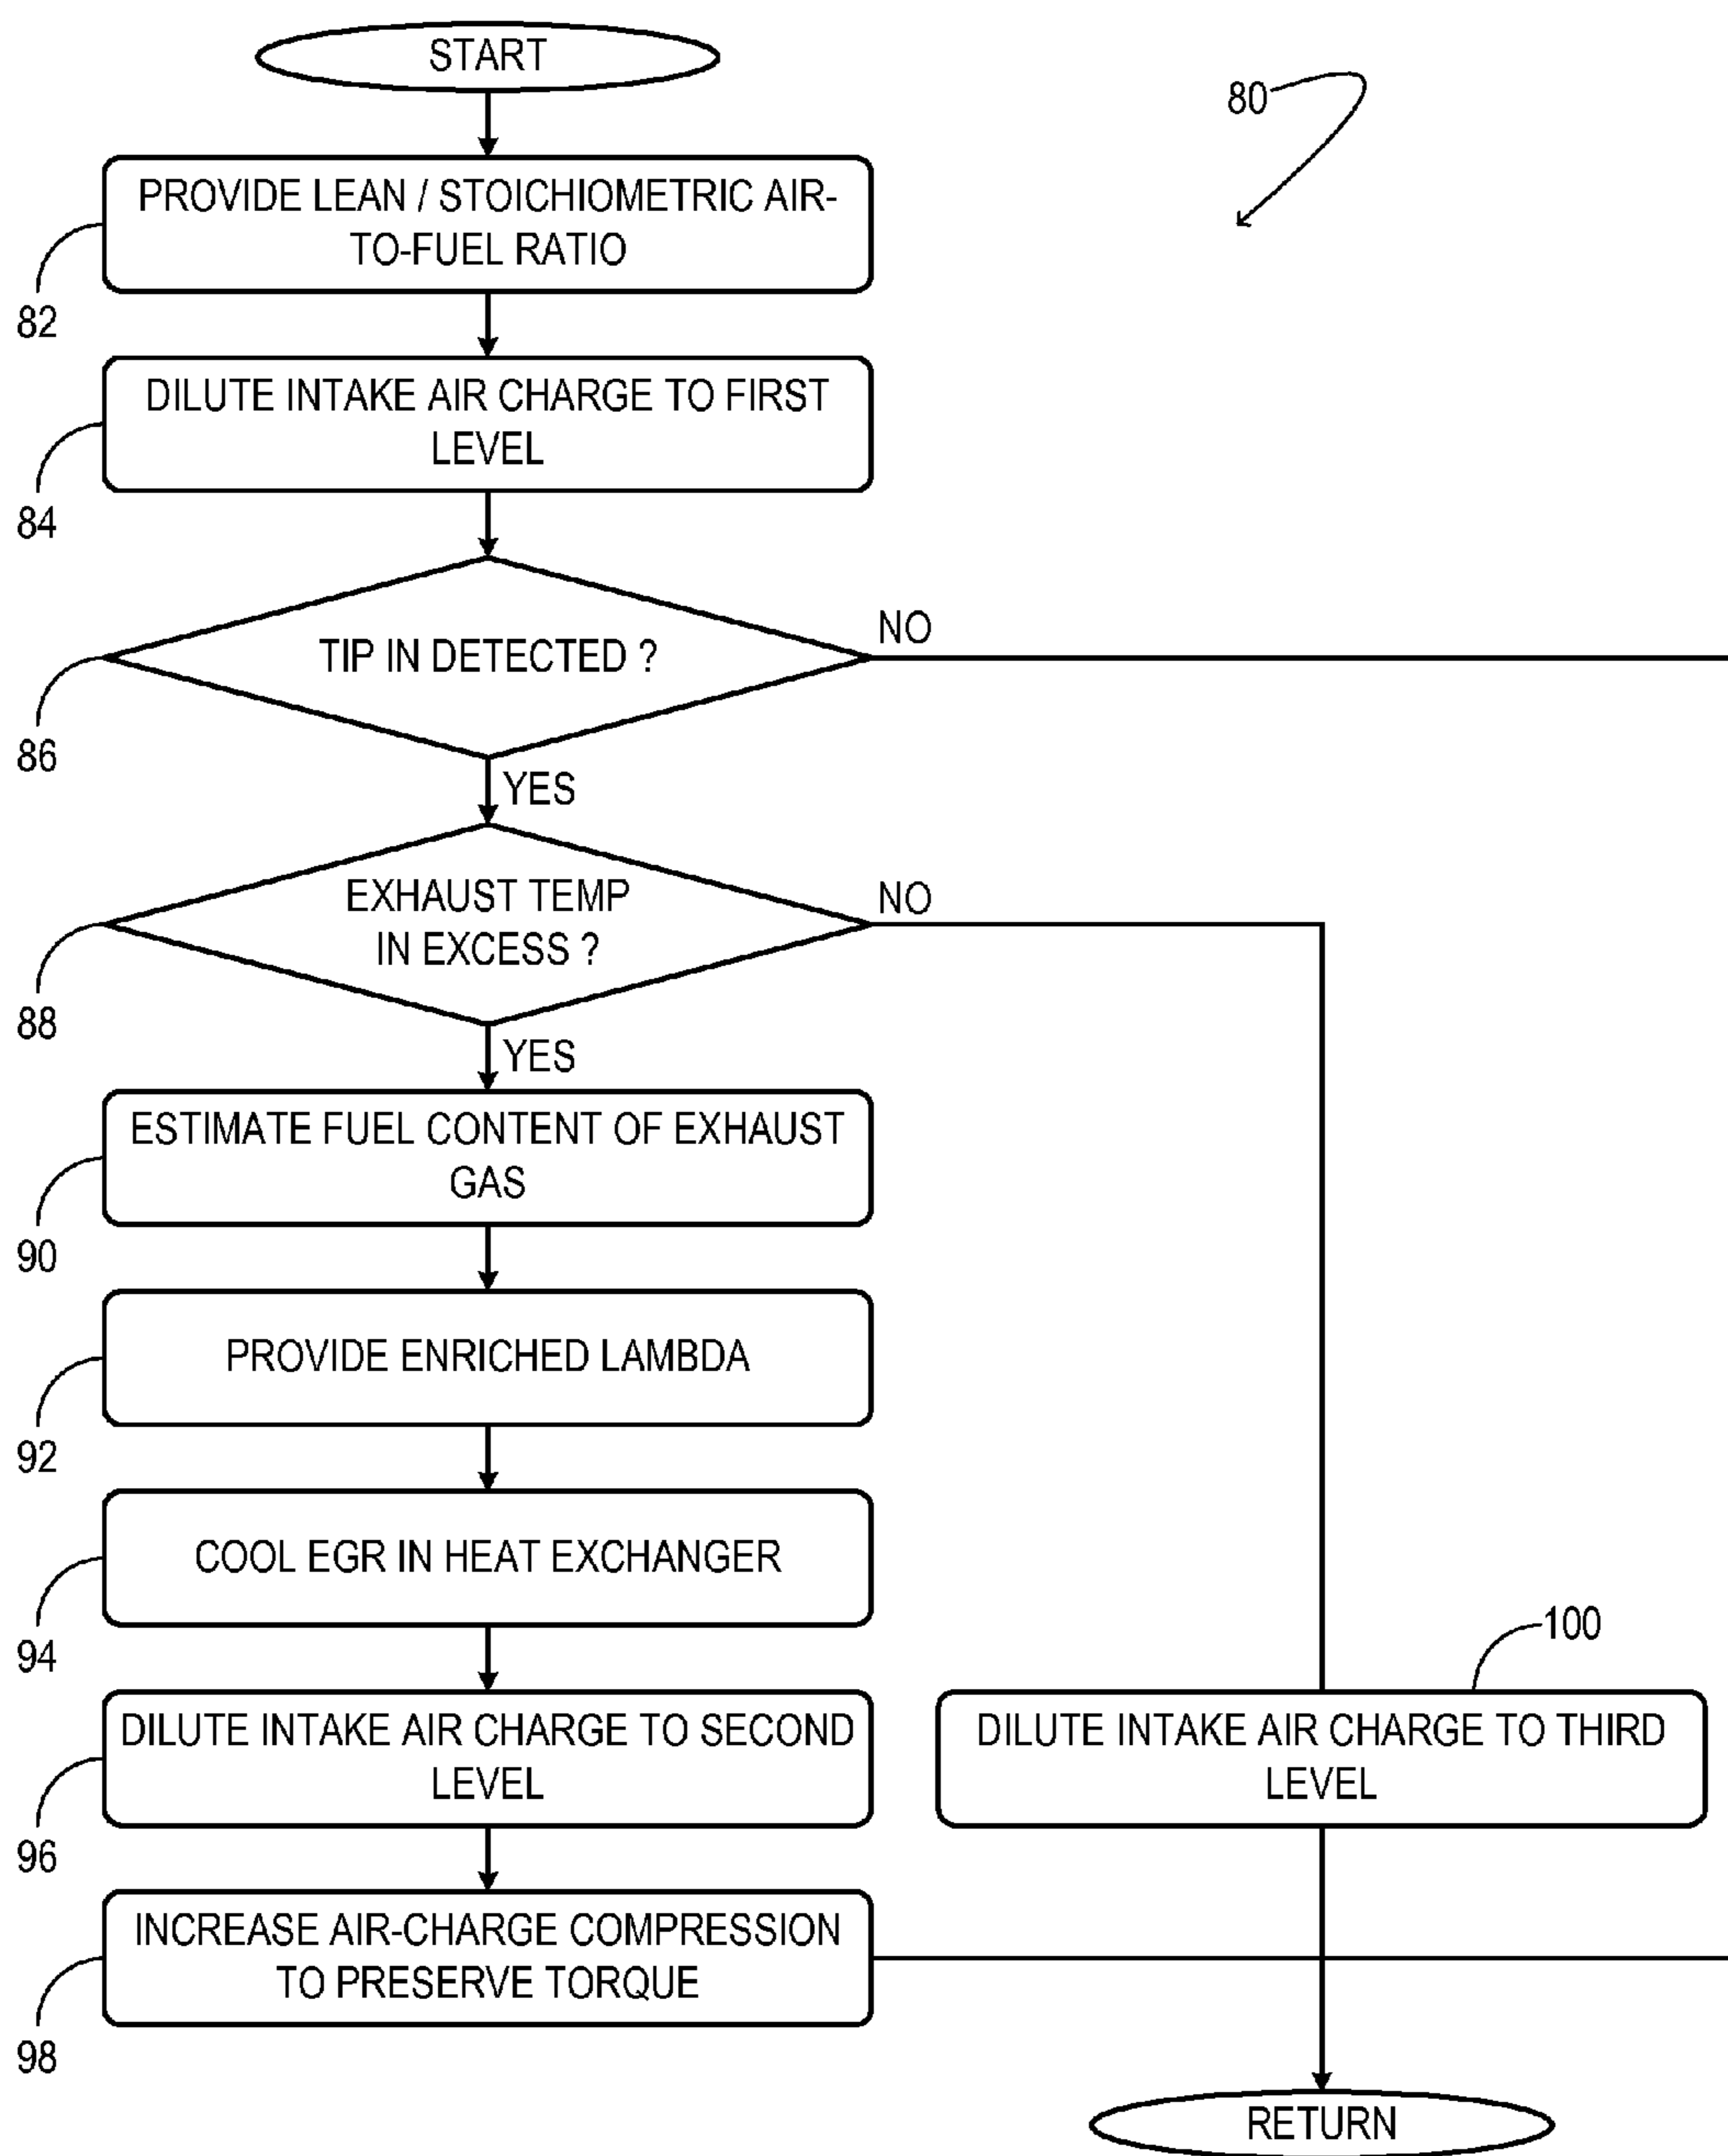 START
80
PROVIDE LEAN / STOICHIOMETRIC AIR-
TO-FUEL RATIO
82
DILUTE INTAKE AIR CHARGE TO FIRST
LEVEL
84
TIP IN DETECTED ?
NO
86
YES
EXHAUST TEMP
IN EXCESS ?
NO
88
YES
ESTIMATE FUEL CONTENT OF EXHAUST
GAS
90
PROVIDE ENRICHED LAMBDA
92
COOL EGR IN HEAT EXCHANGER
94
100
DILUTE INTAKE AIR CHARGE TO SECOND
LEVEL
96
DILUTE INTAKE AIR CHARGE TO THIRD
LEVEL
INCREASE AIR-CHARGE COMPRESSION
TO PRESERVE TORQUE
98
RETURN